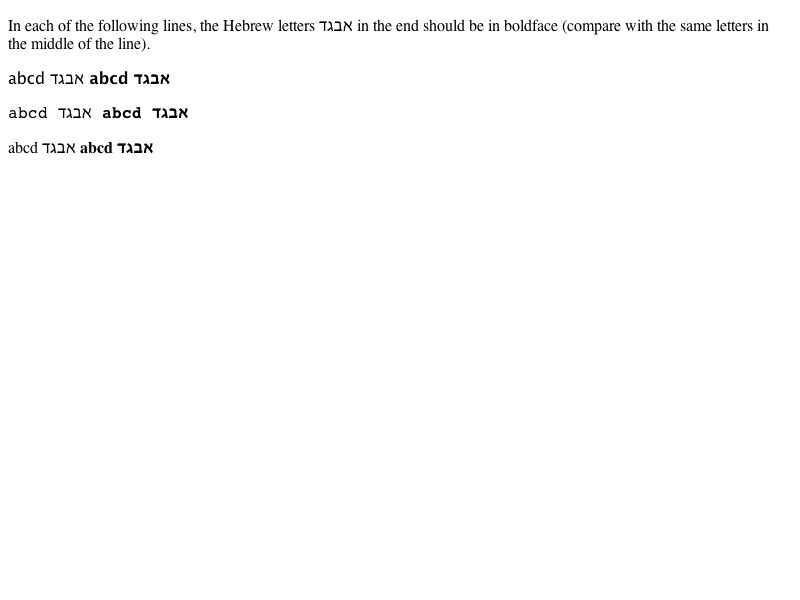 In each of the following lines, the Hebrew letters אבגד in the end should be in boldface (compare with the same letters in
the middle of the line).
abcd אבגד abcd אבגד
abcd אבגד abcd אבגד
abcd אבגד abcd אבגד